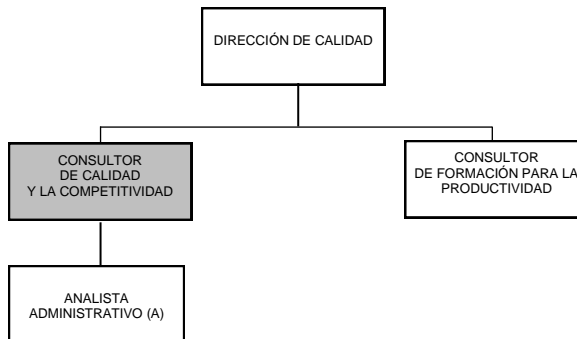 DIRECCIÓN DE CALIDAD
CONSULTOR
DE CALIDAD
Y LA COMPETITIVIDAD
CONSULTOR
DE FORMACIÓN PARA LA
PRODUCTIVIDAD
ANALISTA
ADMINISTRATIVO (A)